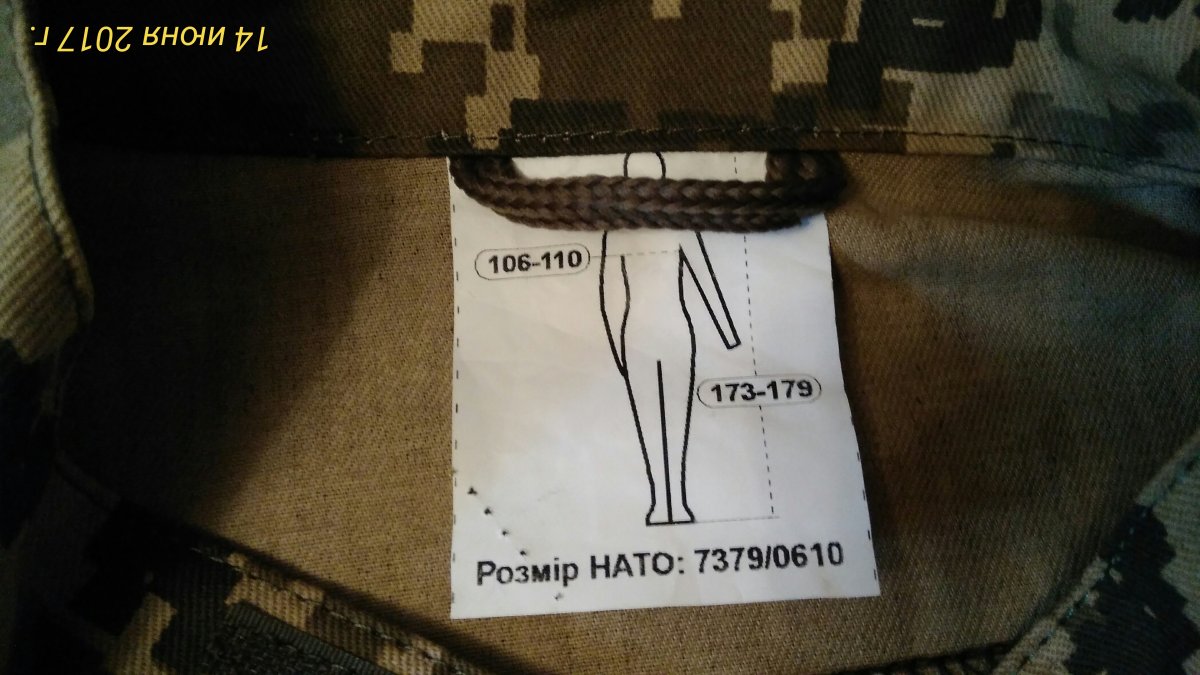 14 июня 2017 г.
106-110
173-179
Розмір НАТО: 7379/0610